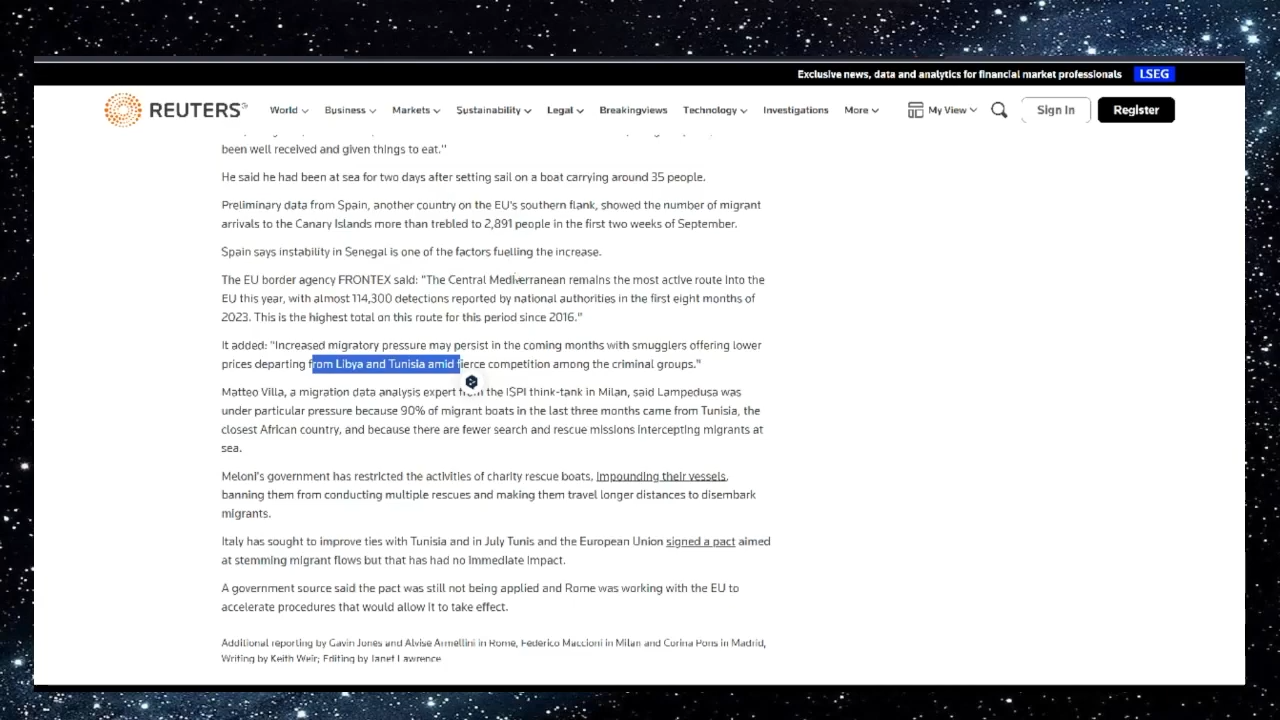 Exclusive news, data and analytics for financial market professionals LSEG
REUTERS World Business Markets Sustainability Legal Breakingviews Technology Investigations More My View Sign In Register
been well received and given things to eat."
He said he had been at sea for two days after setting sail on a boat carrying around 35 people.
Preliminary data from Spain, another country on the EU's southern flank, showed the number of migrant
arrivals to the Canary Islands more than trebled to 2,891 people in the first two weeks of September.
Spain says instability in Senegal is one of the factors fuelling the increase.
The EU border agency FRONTEX said: "The Central Mediterranean remains the most active route into the
EU this year, with almost 114,300 detections reported by national authorities in the first eight months of
2023. This is the highest total on this route for this period since 2016."
It added: "Increased migratory pressure may persist in the coming months with smugglers offering lower
prices departing from Libya and Tunisia amid fierce competition among the criminal groups."
Matteo Villa, a migration data analysis expert from the ISPI think-tank in Milan, said Lampedusa was
under particular pressure because 90% of migrant boats in the last three months came from Tunisia, the
closest African country, and because there are fewer search and rescue missions intercepting migrants at
sea.
Meloni's government has restricted the activities of charity rescue boats, impounding their vessels,
banning them from conducting multiple rescues and making them travel longer distances to disembark
migrants.
Italy has sought to improve ties with Tunisia and in July Tunis and the European Union signed a pact aimed
at stemming migrant flows but that has had no immediate impact.
A government source said the pact was still not being applied and Rome was working with the EU to
accelerate procedures that would allow it to take effect.
Additional reporting by Gavin Jones and Alvise Armellini in Rome, Federico Maccioni in Milan and Corina Pons in Madrid,
Writing by Keith Weir; Editing by Janet Lawrence